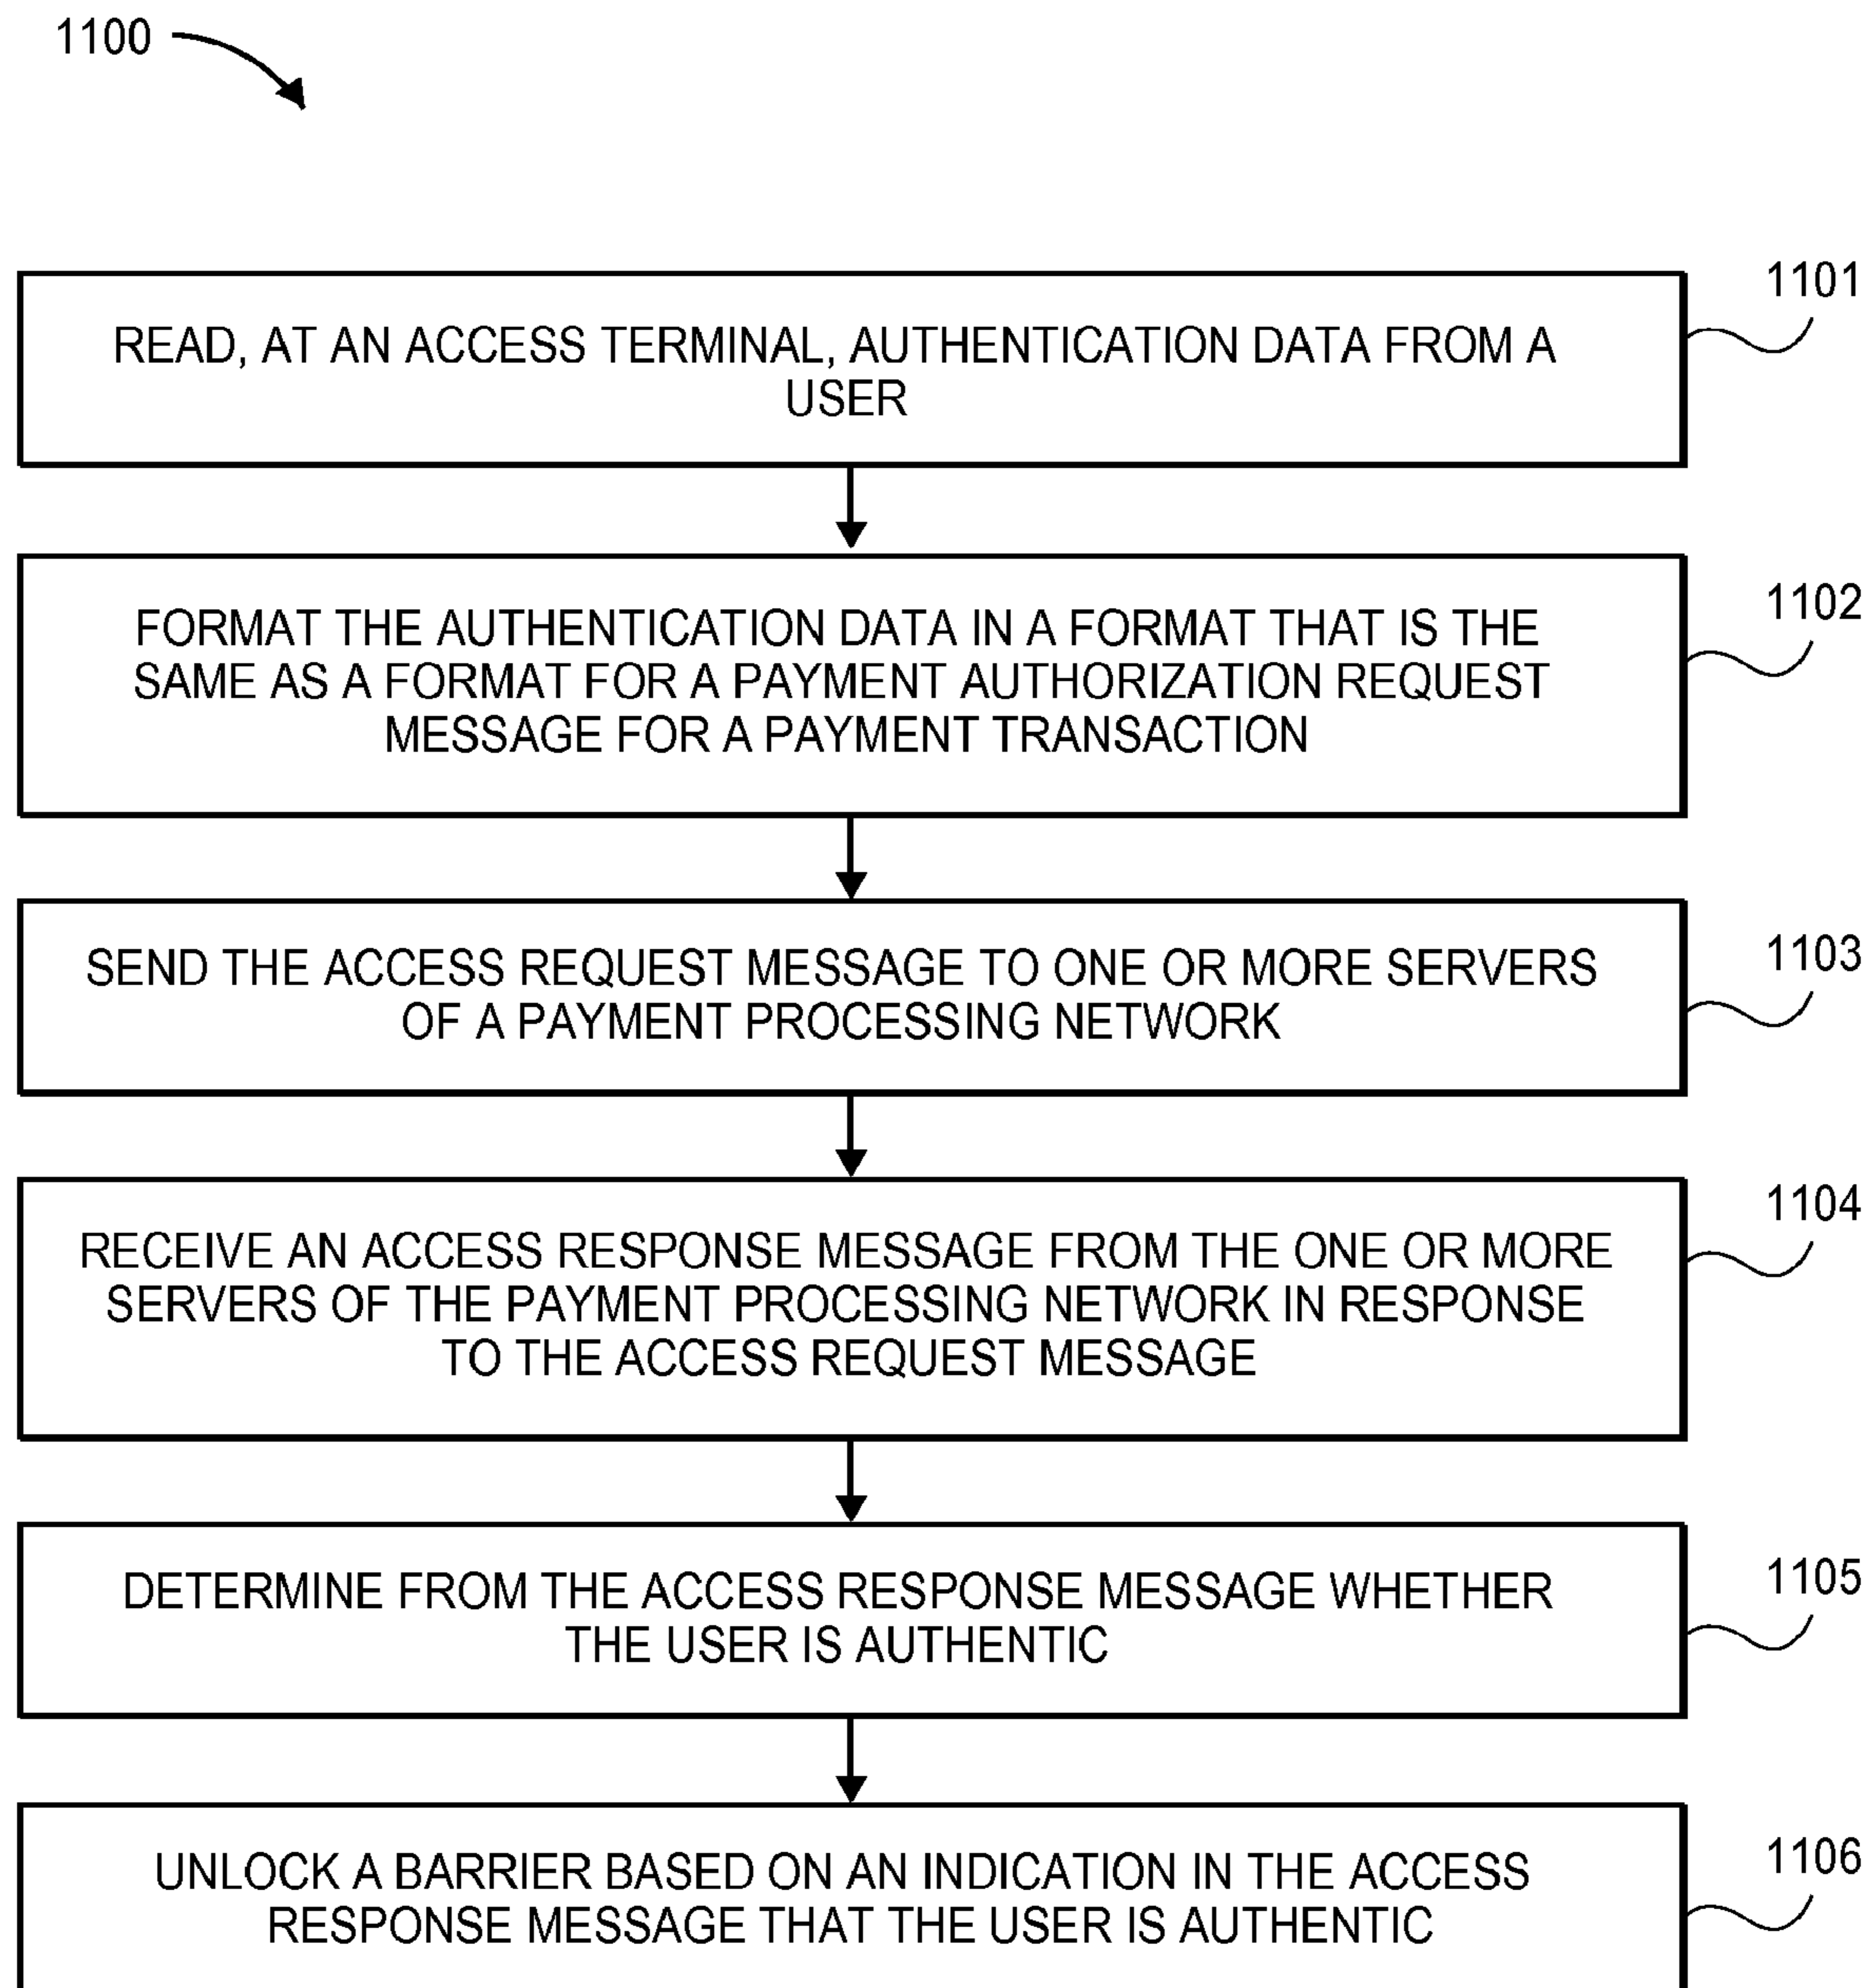 1100
1101
READ, AT AN ACCESS TERMINAL, AUTHENTICATION DATA FROM A
USER
1102
FORMAT THE AUTHENTICATION DATA IN A FORMAT THAT IS THE
SAME AS A FORMAT FOR A PAYMENT AUTHORIZATION REQUEST
MESSAGE FOR A PAYMENT TRANSACTION
1103
SEND THE ACCESS REQUEST MESSAGE TO ONE OR MORE SERVERS
OF A PAYMENT PROCESSING NETWORK
1104
RECEIVE AN ACCESS RESPONSE MESSAGE FROM THE ONE OR MORE
SERVERS OF THE PAYMENT PROCESSING NETWORK IN RESPONSE
TO THE ACCESS REQUEST MESSAGE
1105
DETERMINE FROM THE ACCESS RESPONSE MESSAGE WHETHER
THE USER IS AUTHENTIC
1106
UNLOCK A BARRIER BASED ON AN INDICATION IN THE ACCESS
RESPONSE MESSAGE THAT THE USER IS AUTHENTIC